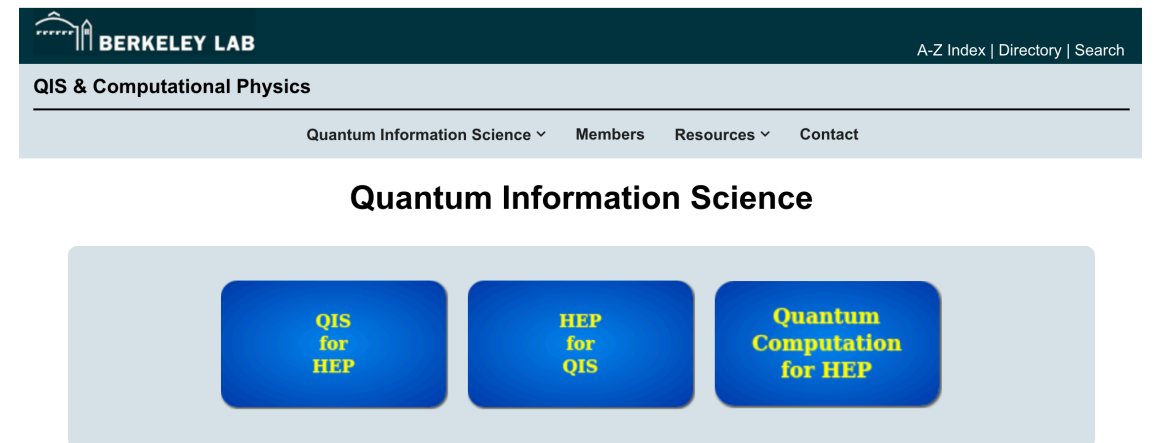 BERKELEY LAB
A-Z Index | Directory | Search
QIS & Computational Physics
Quantum Information Science Members Resources Contact
Quantum Information Science
QIS
for
HEP
HEP
for
QIS
Quantum
Computation
for HEP